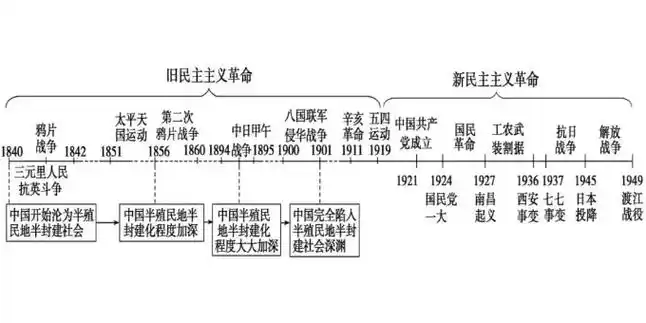 旧民主主义革命
新民主主义革命
鸦片
战争
太平天
国运动
第二次
鸦片战争
中日甲午
战争
八国联军
侵华战争
辛亥
革命
五四
运动
中国共产
党成立
国民
革命
工农武
装割据
抗日
战争
解放
战争
1840
1842
1851
1856
1860
1894
1895
1900
1901
1911
1919
1921
1924
1927
1936
1937
1945
1949
三元里人民
抗英斗争
国民党
一大
南昌
起义
西安
事变
七七
事变
日本
投降
渡江
战役
中国开始沦为半殖
民地半封建社会
中国半殖民地半
封建化程度加深
中国半殖民
地半封建化
程度大大加深
中国完全陷入
半殖民地半封
建社会深渊